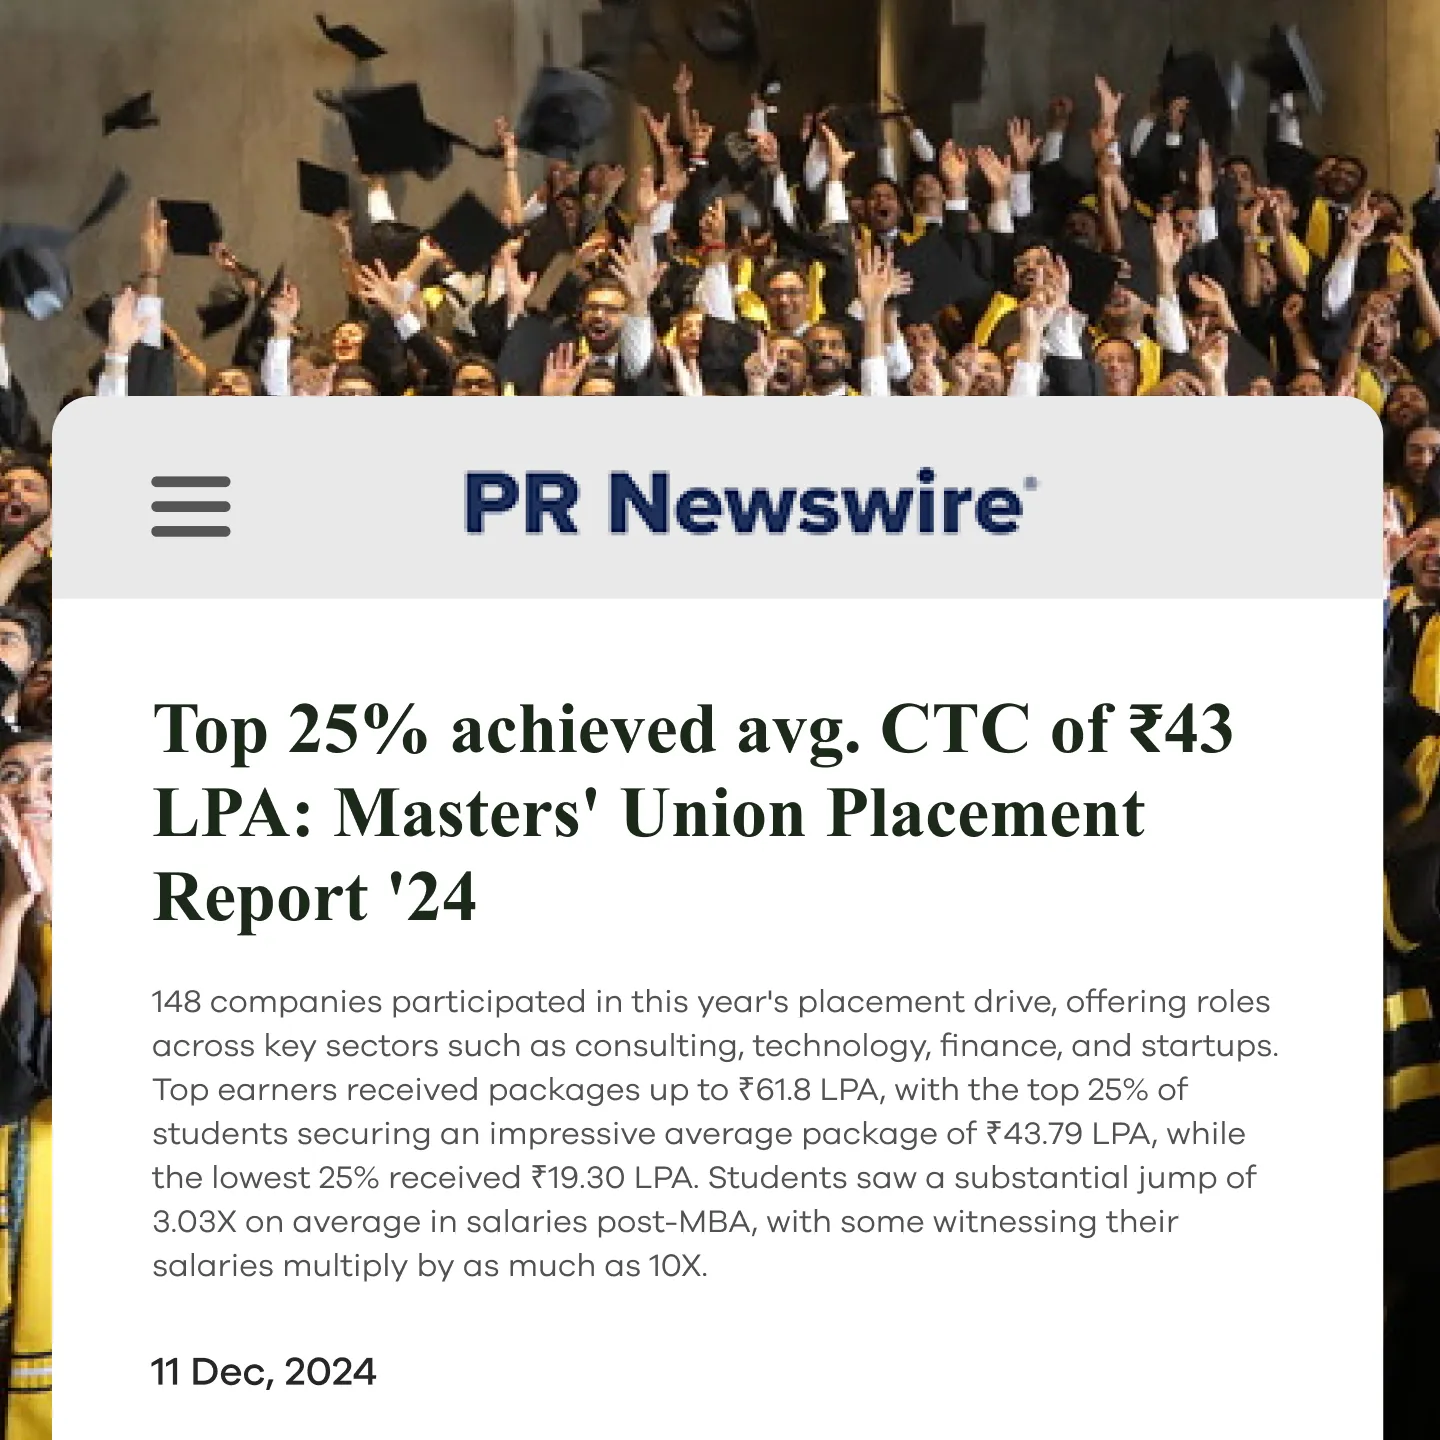 PR Newswire
Top 25% achieved avg. CTC of ₹43
LPA: Masters' Union Placement
Report '24
148 companies participated in this year's placement drive, offering roles
across key sectors such as consulting, technology, finance, and startups.
Top earners received packages up to ₹61.8 LPA, with the top 25% of
students securing an impressive average package of ₹43.79 LPA, while
the lowest 25% received ₹19.30 LPA. Students saw a substantial jump of
3.03X on average in salaries post-MBA, with some witnessing their
salaries multiply by as much as 10X.
11 Dec, 2024